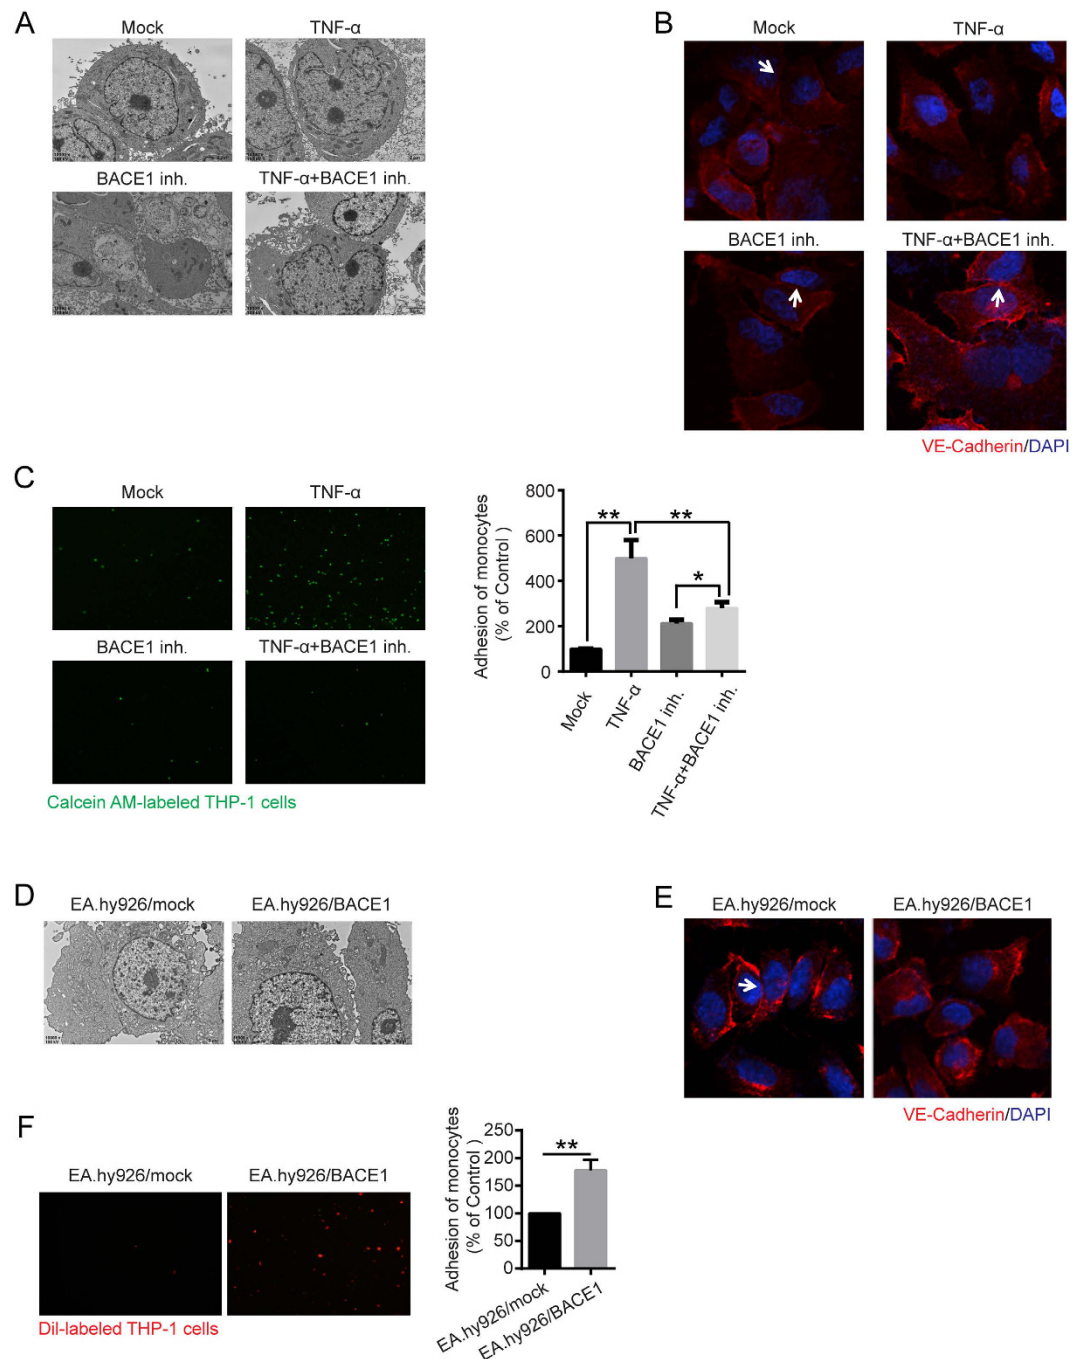 A
Mock
TNF-α
BACE1 inh.
TNF-α+BACE1 inh.
B
Mock
TNF-α
BACE1 inh.
TNF-α+BACE1 inh.
VE-Cadherin/DAPI
C
Mock
TNF-α
BACE1 inh.
TNF-α+BACE1 inh.
Calcein AM-labeled THP-1 cells
Adhesion of monocytes
(% of Control )
800
600
400
200
0
**
**
*
Mock
TNF-α
BACE1 inh.
TNF-α+BACE1 inh.
D
EA.hy926/mock
EA.hy926/BACE1
E
EA.hy926/mock
EA.hy926/BACE1
VE-Cadherin/DAPI
F
EA.hy926/mock
EA.hy926/BACE1
Dil-labeled THP-1 cells
Adhesion of monocytes
(% of Control )
250
200
150
100
50
0
**
EA.hy926/mock
EA.hy926/BACE1